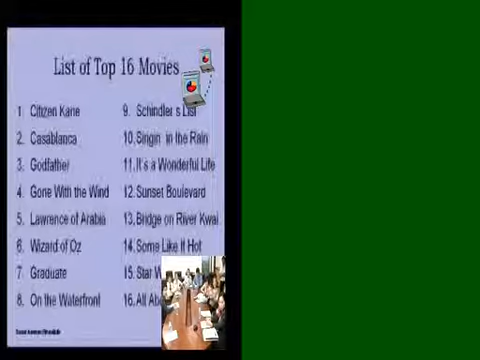 List of Top 16 Movies
1. Citizen Kane
2. Casablanca
3. Godfather
4. Gone With the Wind
5. Lawrence of Arabia
6. Wizard of Oz
7. Graduate
8. On the Waterfront
9. Schindler s List
10. Singin in the Rain
11. It's a Wonderful Life
12. Sunset Boulevard
13. Bridge on River Kwai
14. Some Like It Hot
15. Star
16. All